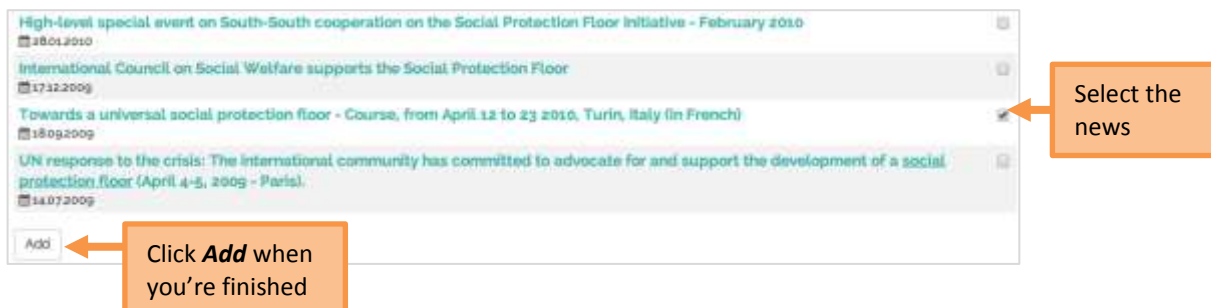 High-level special event on South-South cooperation on the Social Protection Floor Initiative - February 2010
28.01.2010
International Council on Social Welfare supports the Social Protection Floor
17.12.2009
Towards a universal social protection floor - Course, from April 12 to 23 2010, Turin, Italy (in French)
18.09.2009
UN response to the crisis: The international community has committed to advocate for and support the development of a social
protection floor (April 4-5, 2009 - Paris).
14.07.2009
Add
Select the
news
Click Add when
you're finished